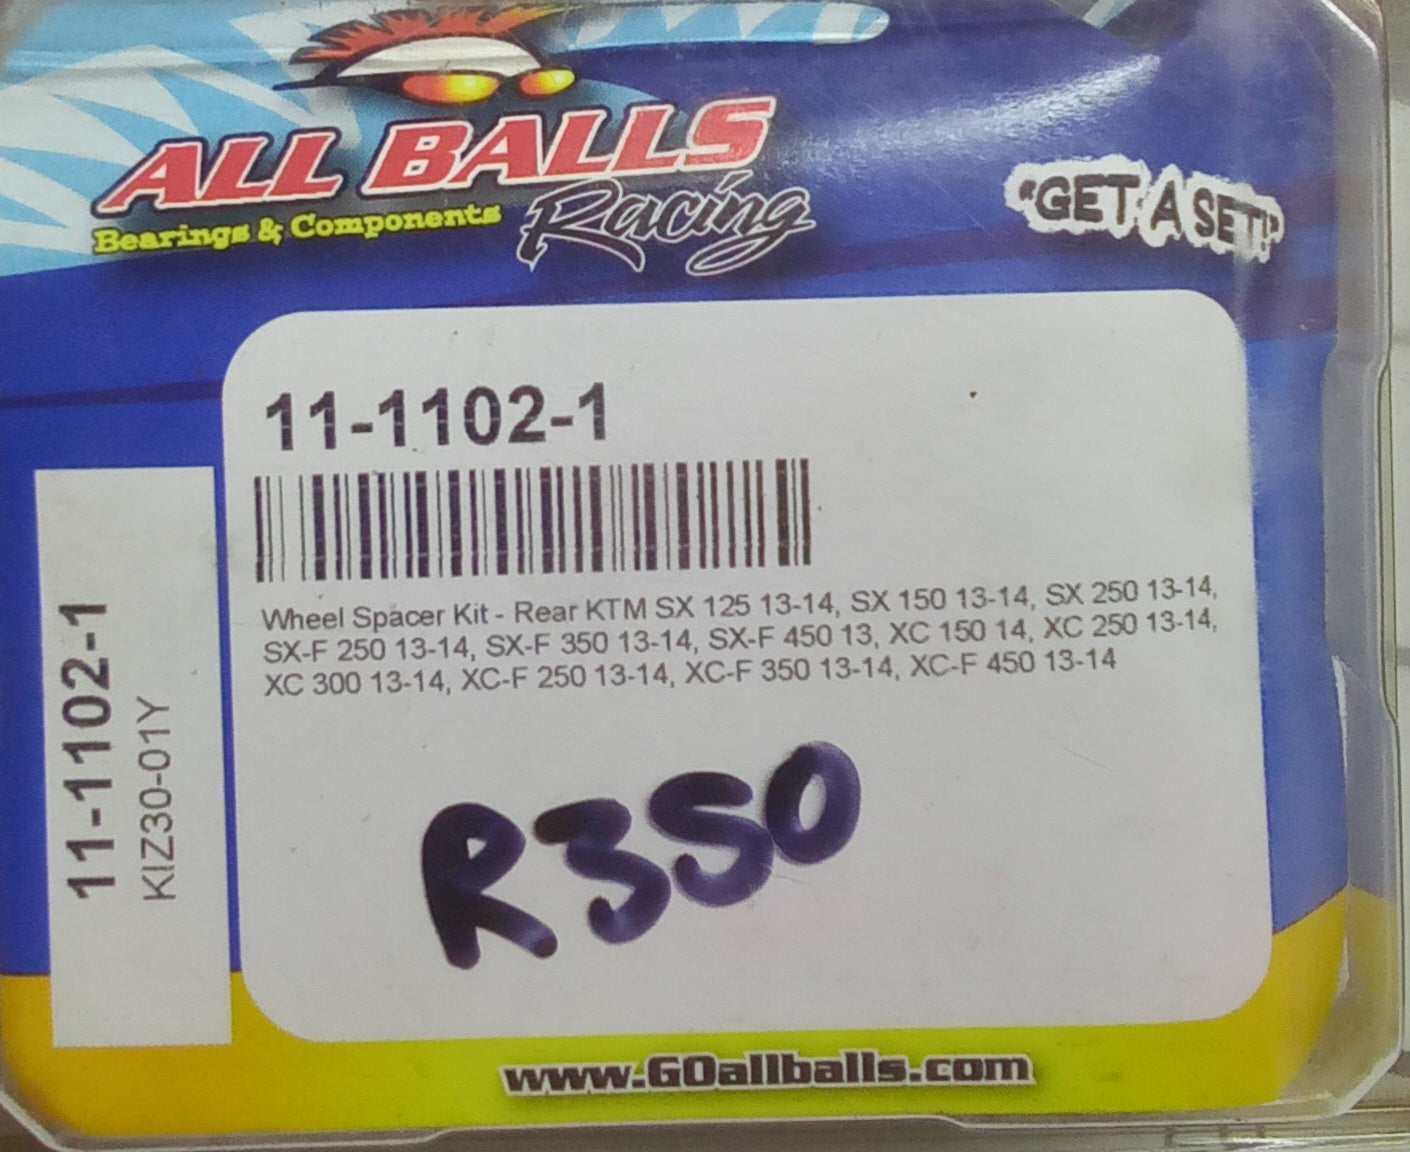 ALL BALLS
Racing
Bearings & Components
"GET A SET!"
11-1102-1
Wheel Spacer Kit - Rear KTM SX 125 13-14, SX 150 13-14, SX 250 13-14,
SX-F 250 13-14, SX-F 350 13-14, SX-F 450 13, XC 150 14, XC 250 13-14,
XC 300 13-14, XC-F 250 13-14, XC-F 350 13-14, XC-F 450 13-14
R350
11-1102-1
KIZ30-01Y
www.GOallballs.com